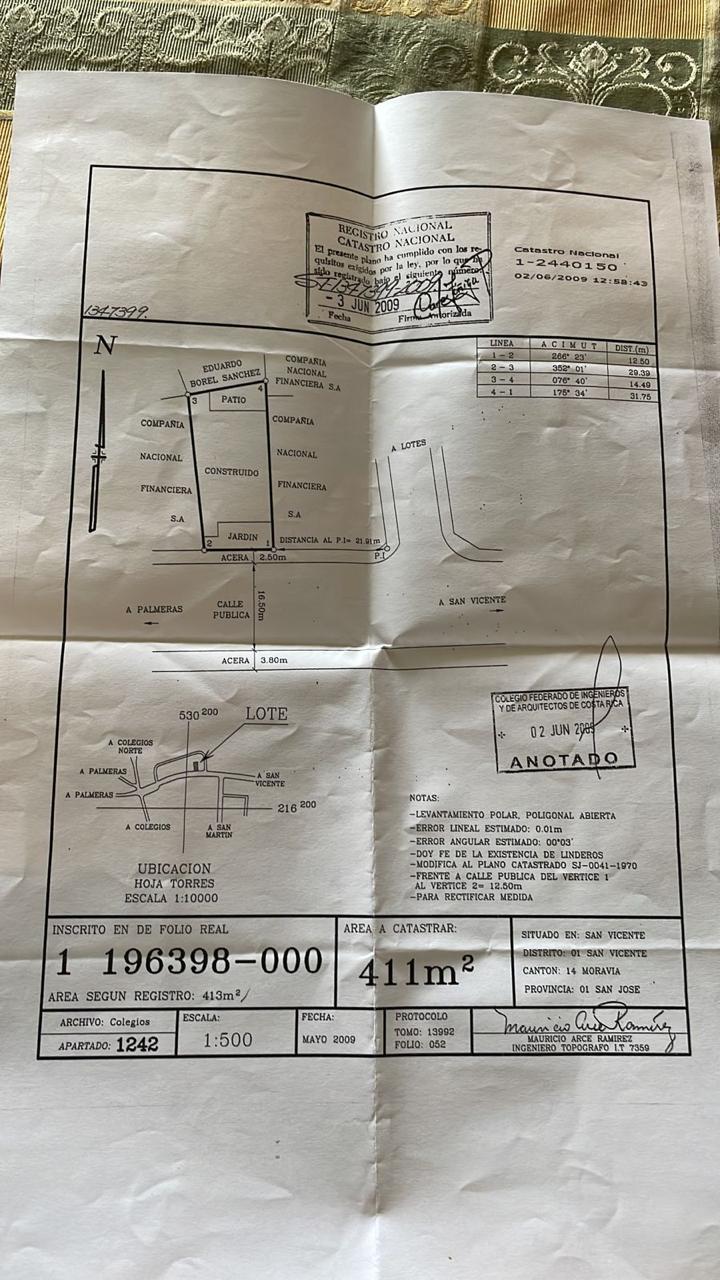 REGISTRO NACIONAL
CATASTRO NACIONAL
El presente plano ha cumplido con los re-
quisitos exigidos por la ley, por lo que ha
sido registrado bajo el siguiente número:
- 3 JUN 2009
Fecha
Firma Autorizada
Catastro Nacional
1-2440150
02/06/2009 12:58:43
1347399.
N
LINEA A C I M U T DIST.(m)
1 - 2 266° 23' 12.50
2 - 3 352° 01' 29.39
3 - 4 076° 40' 14.49
4 - 1 175° 34' 31.75
EDUARDO
BOREL SANCHEZ
COMPAÑIA
NACIONAL
FINANCIERA S.A
3
4
PATIO
COMPAÑIA
NACIONAL
FINANCIERA
S.A
CONSTRUIDO
COMPAÑIA
NACIONAL
FINANCIERA
S.A
A LOTES
JARDIN
2
1
DISTANCIA AL P.I= 21.91m
P.I
ACERA 2.50m
A PALMERAS
CALLE
PUBLICA
16.50m
A SAN VICENTE
ACERA 3.80m
530 200
LOTE
A COLEGIOS
NORTE
A PALMERAS
A PALMERAS
A SAN
VICENTE
216 200
A COLEGIOS
A SAN
MARTIN
UBICACION
HOJA TORRES
ESCALA 1:10000
COLEGIO FEDERADO DE INGENIEROS
Y DE ARQUITECTOS DE COSTA RICA
02 JUN 2009
ANOTADO
NOTAS:
-LEVANTAMIENTO POLAR, POLIGONAL ABIERTA
-ERROR LINEAL ESTIMADO: 0.01m
-ERROR ANGULAR ESTIMADO: 00°03'
-DOY FE DE LA EXISTENCIA DE LINDEROS
-MODIFICA AL PLANO CATASTRADO SJ-0041-1970
-FRENTE A CALLE PUBLICA DEL VERTICE 1
AL VERTICE 2= 12.50m
-PARA RECTIFICAR MEDIDA
INSCRITO EN DE FOLIO REAL
1 196398-000
AREA SEGUN REGISTRO: 413m²
AREA A CATASTRAR:
411m²
SITUADO EN: SAN VICENTE
DISTRITO: 01 SAN VICENTE
CANTON: 14 MORAVIA
PROVINCIA: 01 SAN JOSE
ARCHIVO: Colegios
APARTADO: 1242
ESCALA:
1:500
FECHA:
MAYO 2009
PROTOCOLO
TOMO: 13992
FOLIO: 052
Mauricio Arce Ramírez
MAURICIO ARCE RAMIREZ
INGENIERO TOPOGRAFO I.T 7359